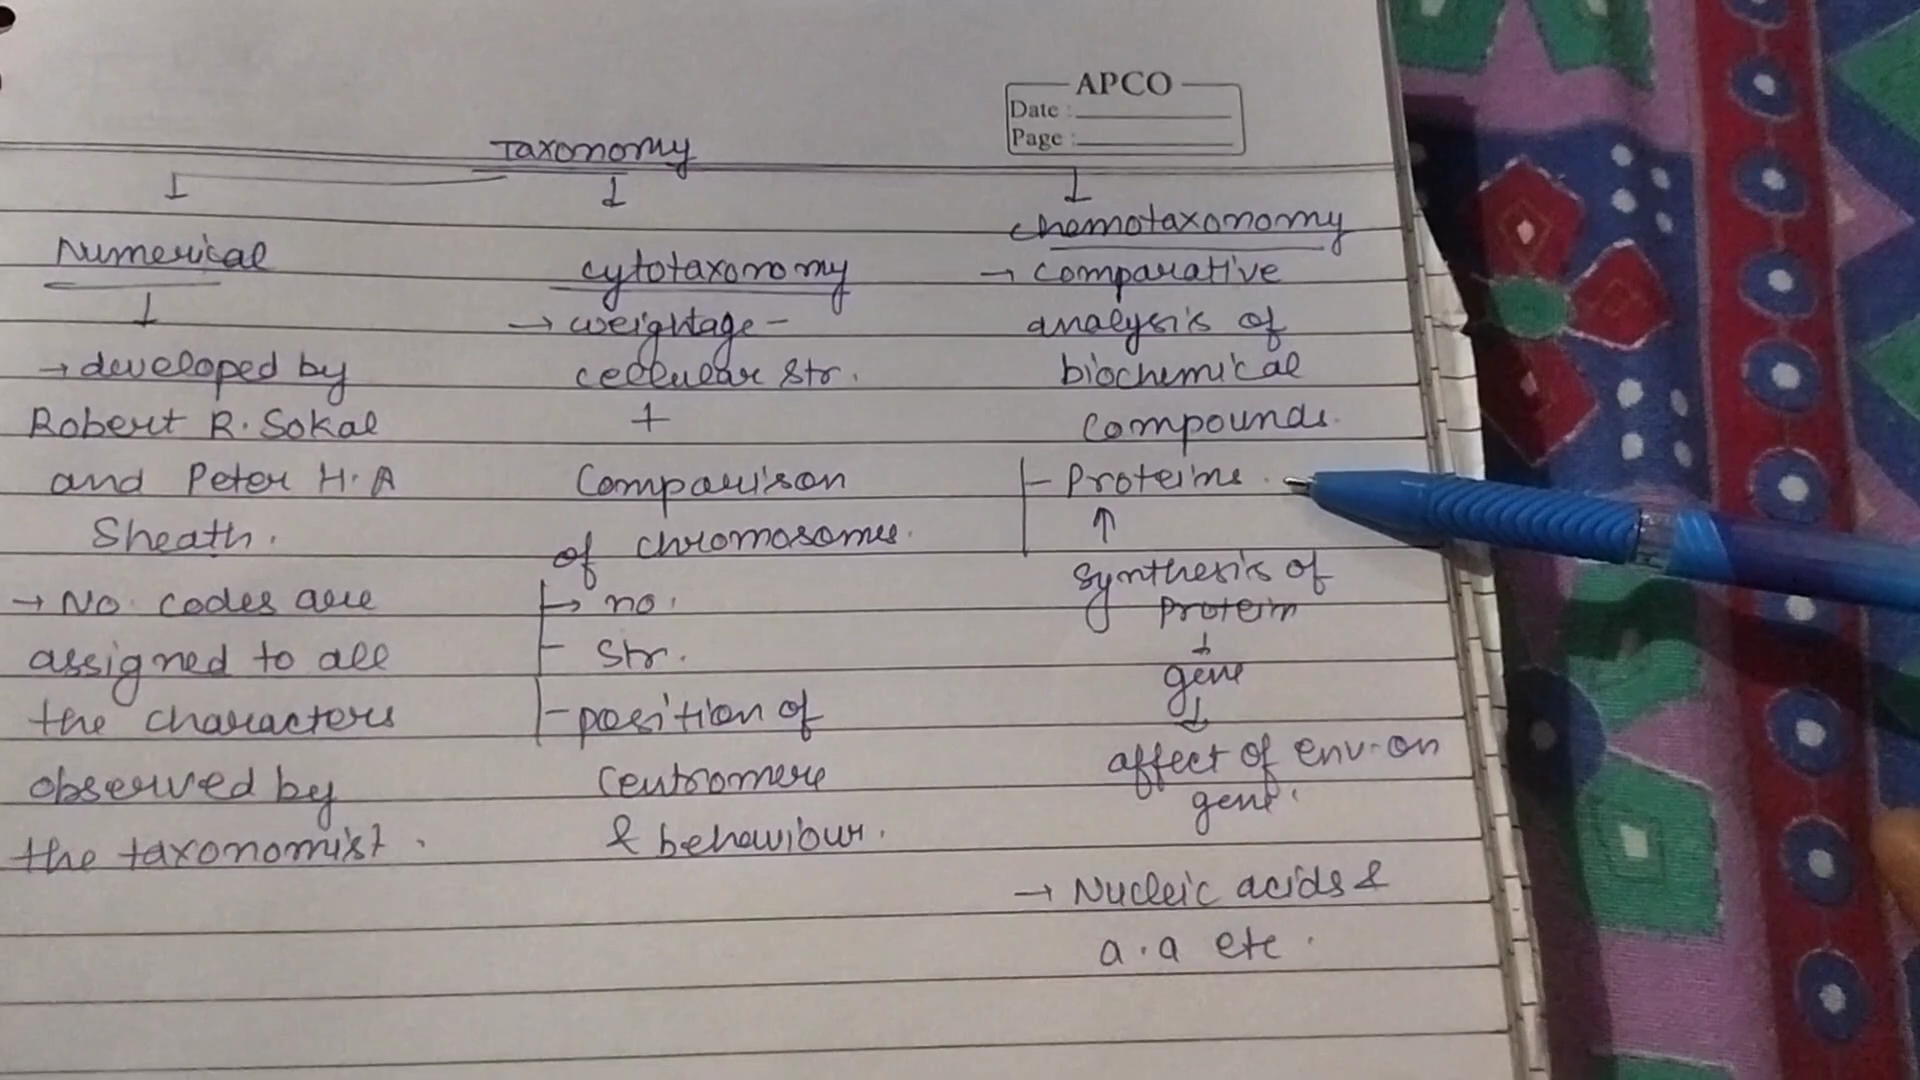 APCO
Date :
Page :
Taxonomy
Numerical
→ developed by
Robert R. Sokal
and Peter H. A
Sheath.
→ No. codes are
assigned to all
the characters
observed by
the taxonomist.
cytotaxonomy
→ weightage -
cellular str.
+
Comparison
of chromosomes.
→ no.
- Str.
- position of
Centromere
& behaviour.
chemotaxonomy
→ comparative
analysis of
biochemical
compounds.
- Proteins.
↑
synthesis of
protein
↓
gene
↓
affect of env. on
gene.
→ Nucleic acids &
a.a etc.